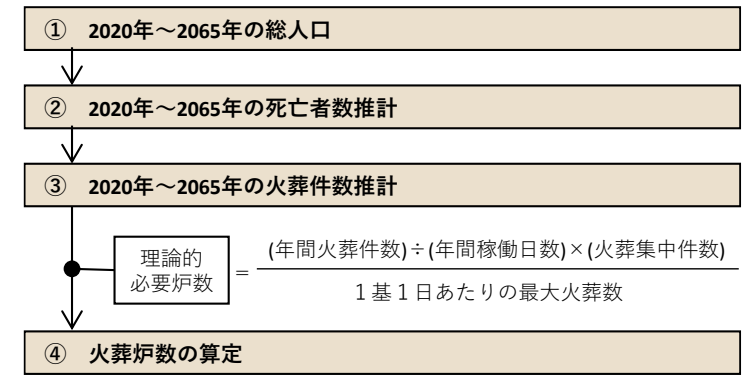 ① 2020年～2065年の総人口
② 2020年～2065年の死亡者数推計
③ 2020年～2065年の火葬件数推計
理論的
必要炉数
＝
(年間火葬件数)÷(年間稼働日数)×(火葬集中件数)
１基１日あたりの最大火葬数
④ 火葬炉数の算定